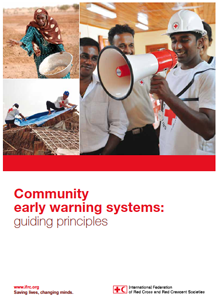 Community
early warning systems:
guiding principles
www.ifrc.org
Saving lives, changing minds.
International Federation
of Red Cross and Red Crescent Societies